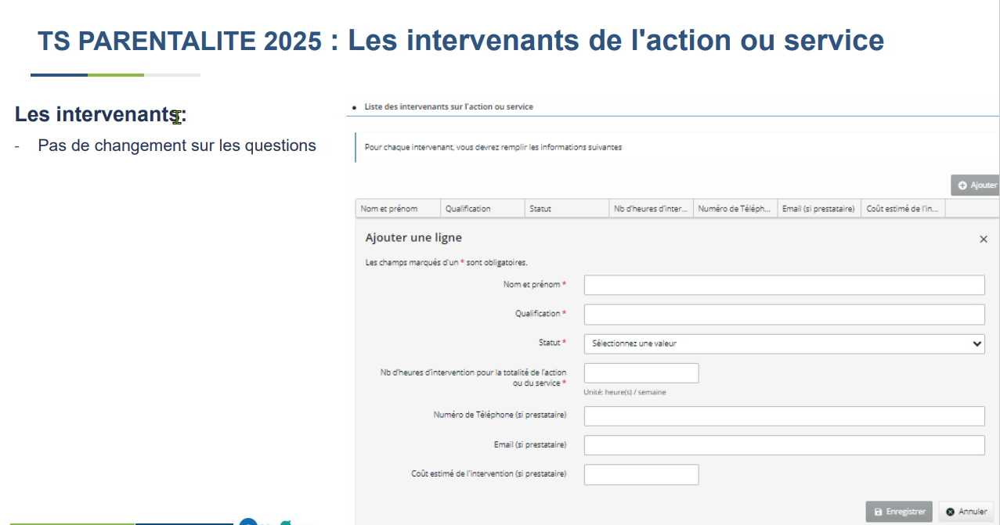 TS PARENTALITE 2025 : Les intervenants de l'action ou service
Les intervenants:
- Pas de changement sur les questions
• Liste des intervenants sur l'action ou service
Pour chaque intervenant, vous devrez remplir les informations suivantes
Ajouter
Nom et prénom Qualification Statut Nb d'heures d'inter... Numéro de Téléph... Email (si prestataire) Coût estimé de l'in...
Ajouter une ligne
Les champs marqués d'un * sont obligatoires.
Nom et prénom *
Qualification *
Statut * Sélectionnez une valeur
Nb d'heures d'intervention pour la totalité de l'action
ou du service *
Unité: heure(s) / semaine
Numéro de Téléphone (si prestataire)
Email (si prestataire)
Coût estimé de l'intervention (si prestataire)
Enregistrer Annuler